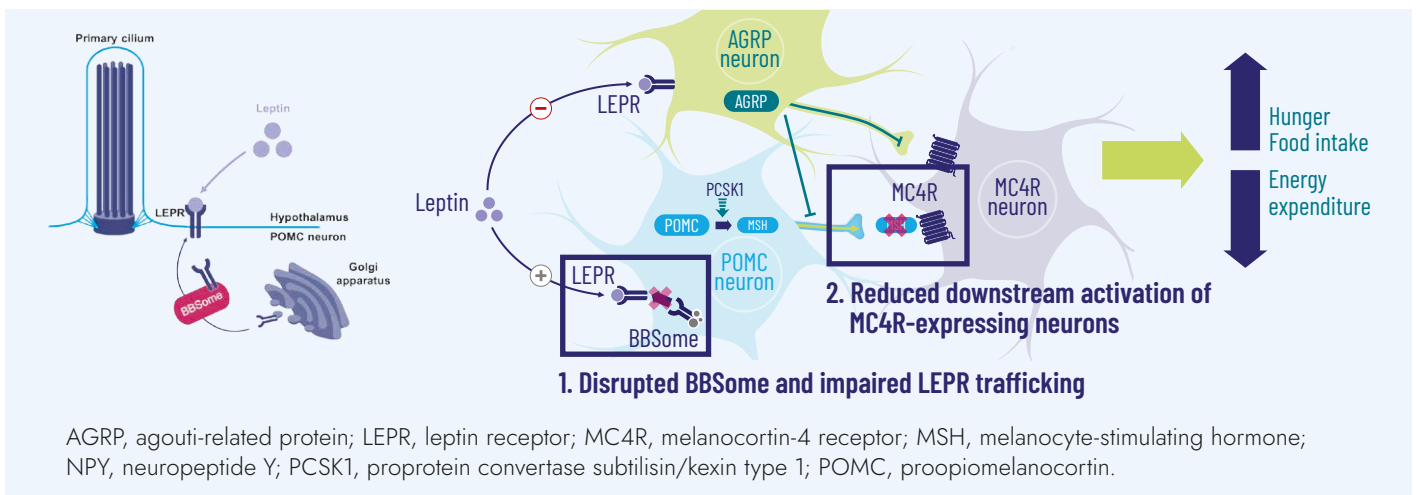 Primary cilium
Leptin
LEPR
Hypothalamus
POMC neuron
Golgi
apparatus
BBSome
AGRP
neuron
LEPR
AGRP
−
Leptin
PCSK1
POMC
MSH
POMC
neuron
+
LEPR
BBSome
MC4R
MC4R
neuron
Hunger
Food intake
Energy
expenditure
2. Reduced downstream activation of
MC4R-expressing neurons
1. Disrupted BBSome and impaired LEPR trafficking
AGRP, agouti-related protein; LEPR, leptin receptor; MC4R, melanocortin-4 receptor; MSH, melanocyte-stimulating hormone;
NPY, neuropeptide Y; PCSK1, proprotein convertase subtilisin/kexin type 1; POMC, proopiomelanocortin.